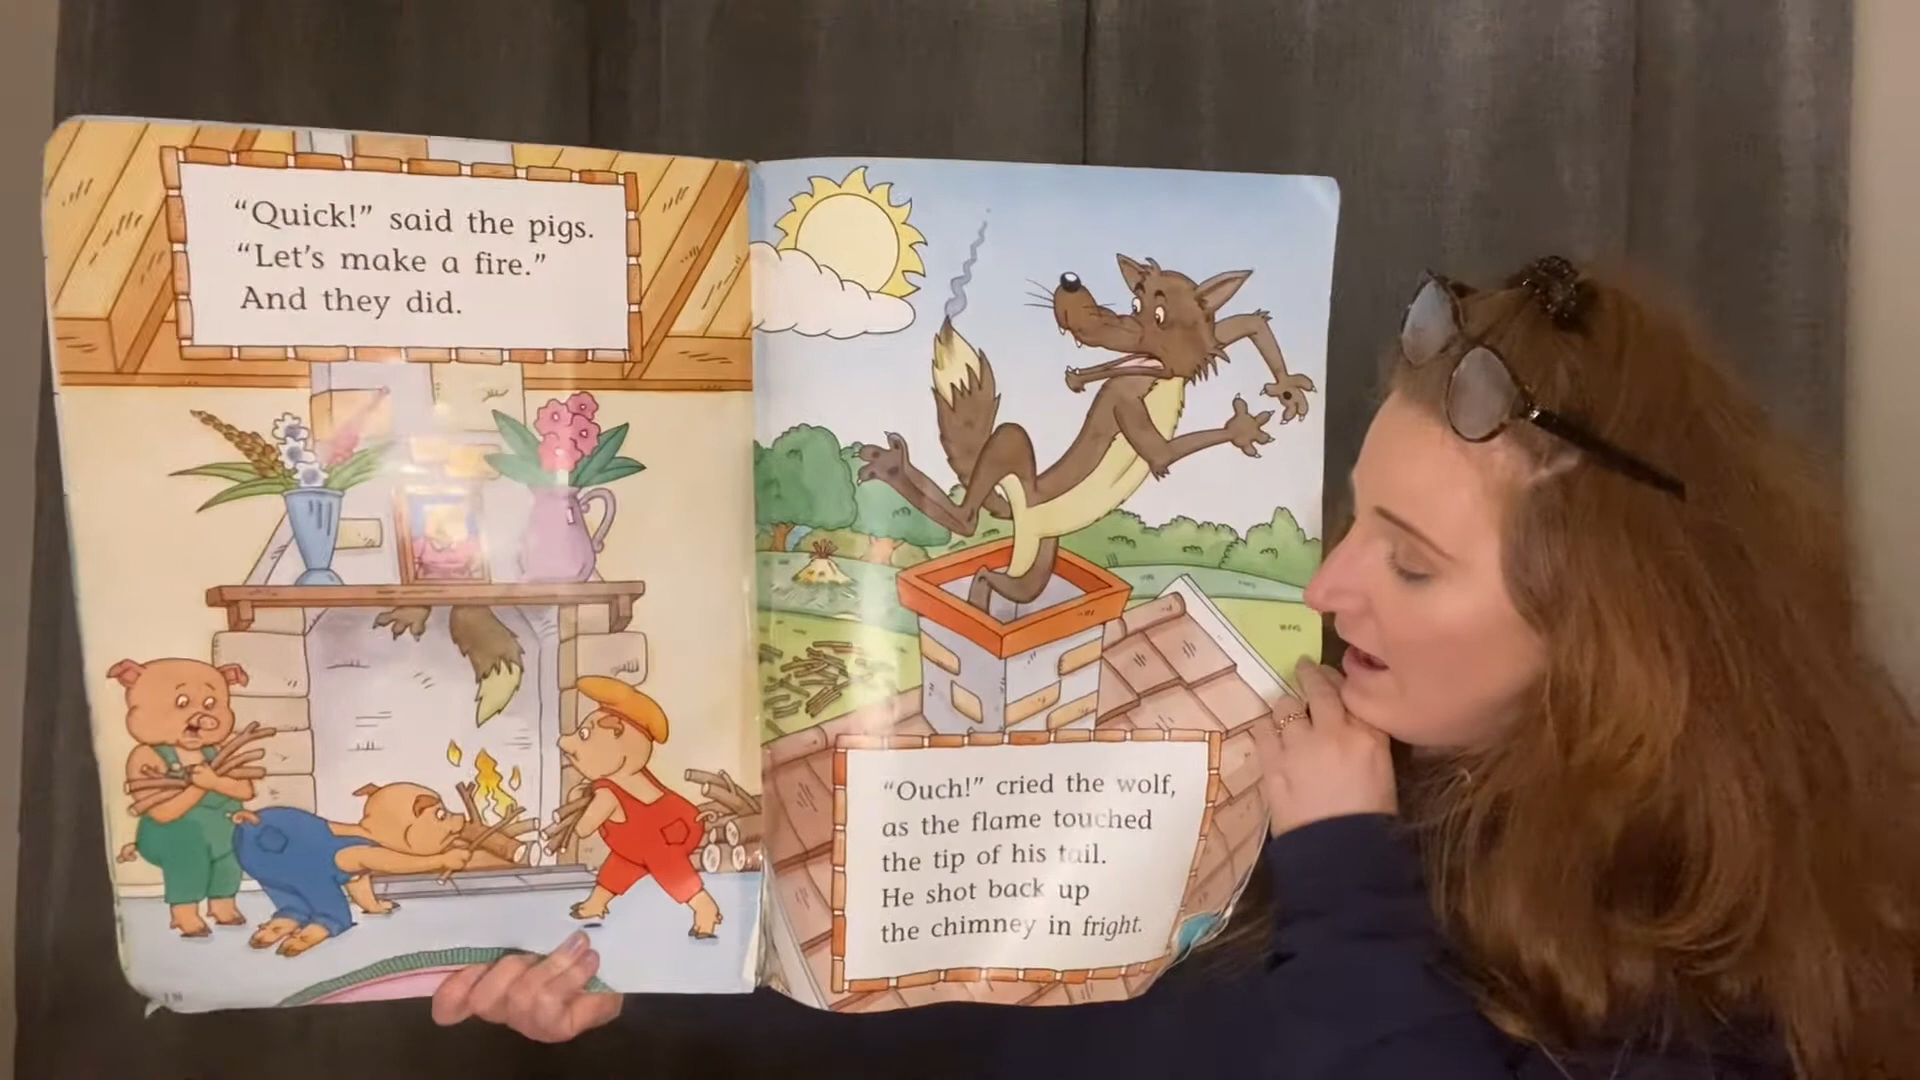 “Quick!” said the pigs.
“Let’s make a fire.”
And they did.
“Ouch!” cried the wolf,
as the flame touched
the tip of his tail.
He shot back up
the chimney in fright.